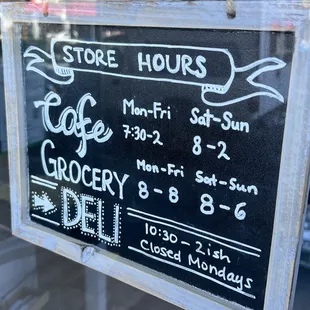 STORE HOURS
Cafe Mon-Fri Sat-Sun
7:30-2 8-2
GROCERY Mon-Fri Sat-Sun
8-8 8-6
DELI 10:30-2ish
Closed Mondays